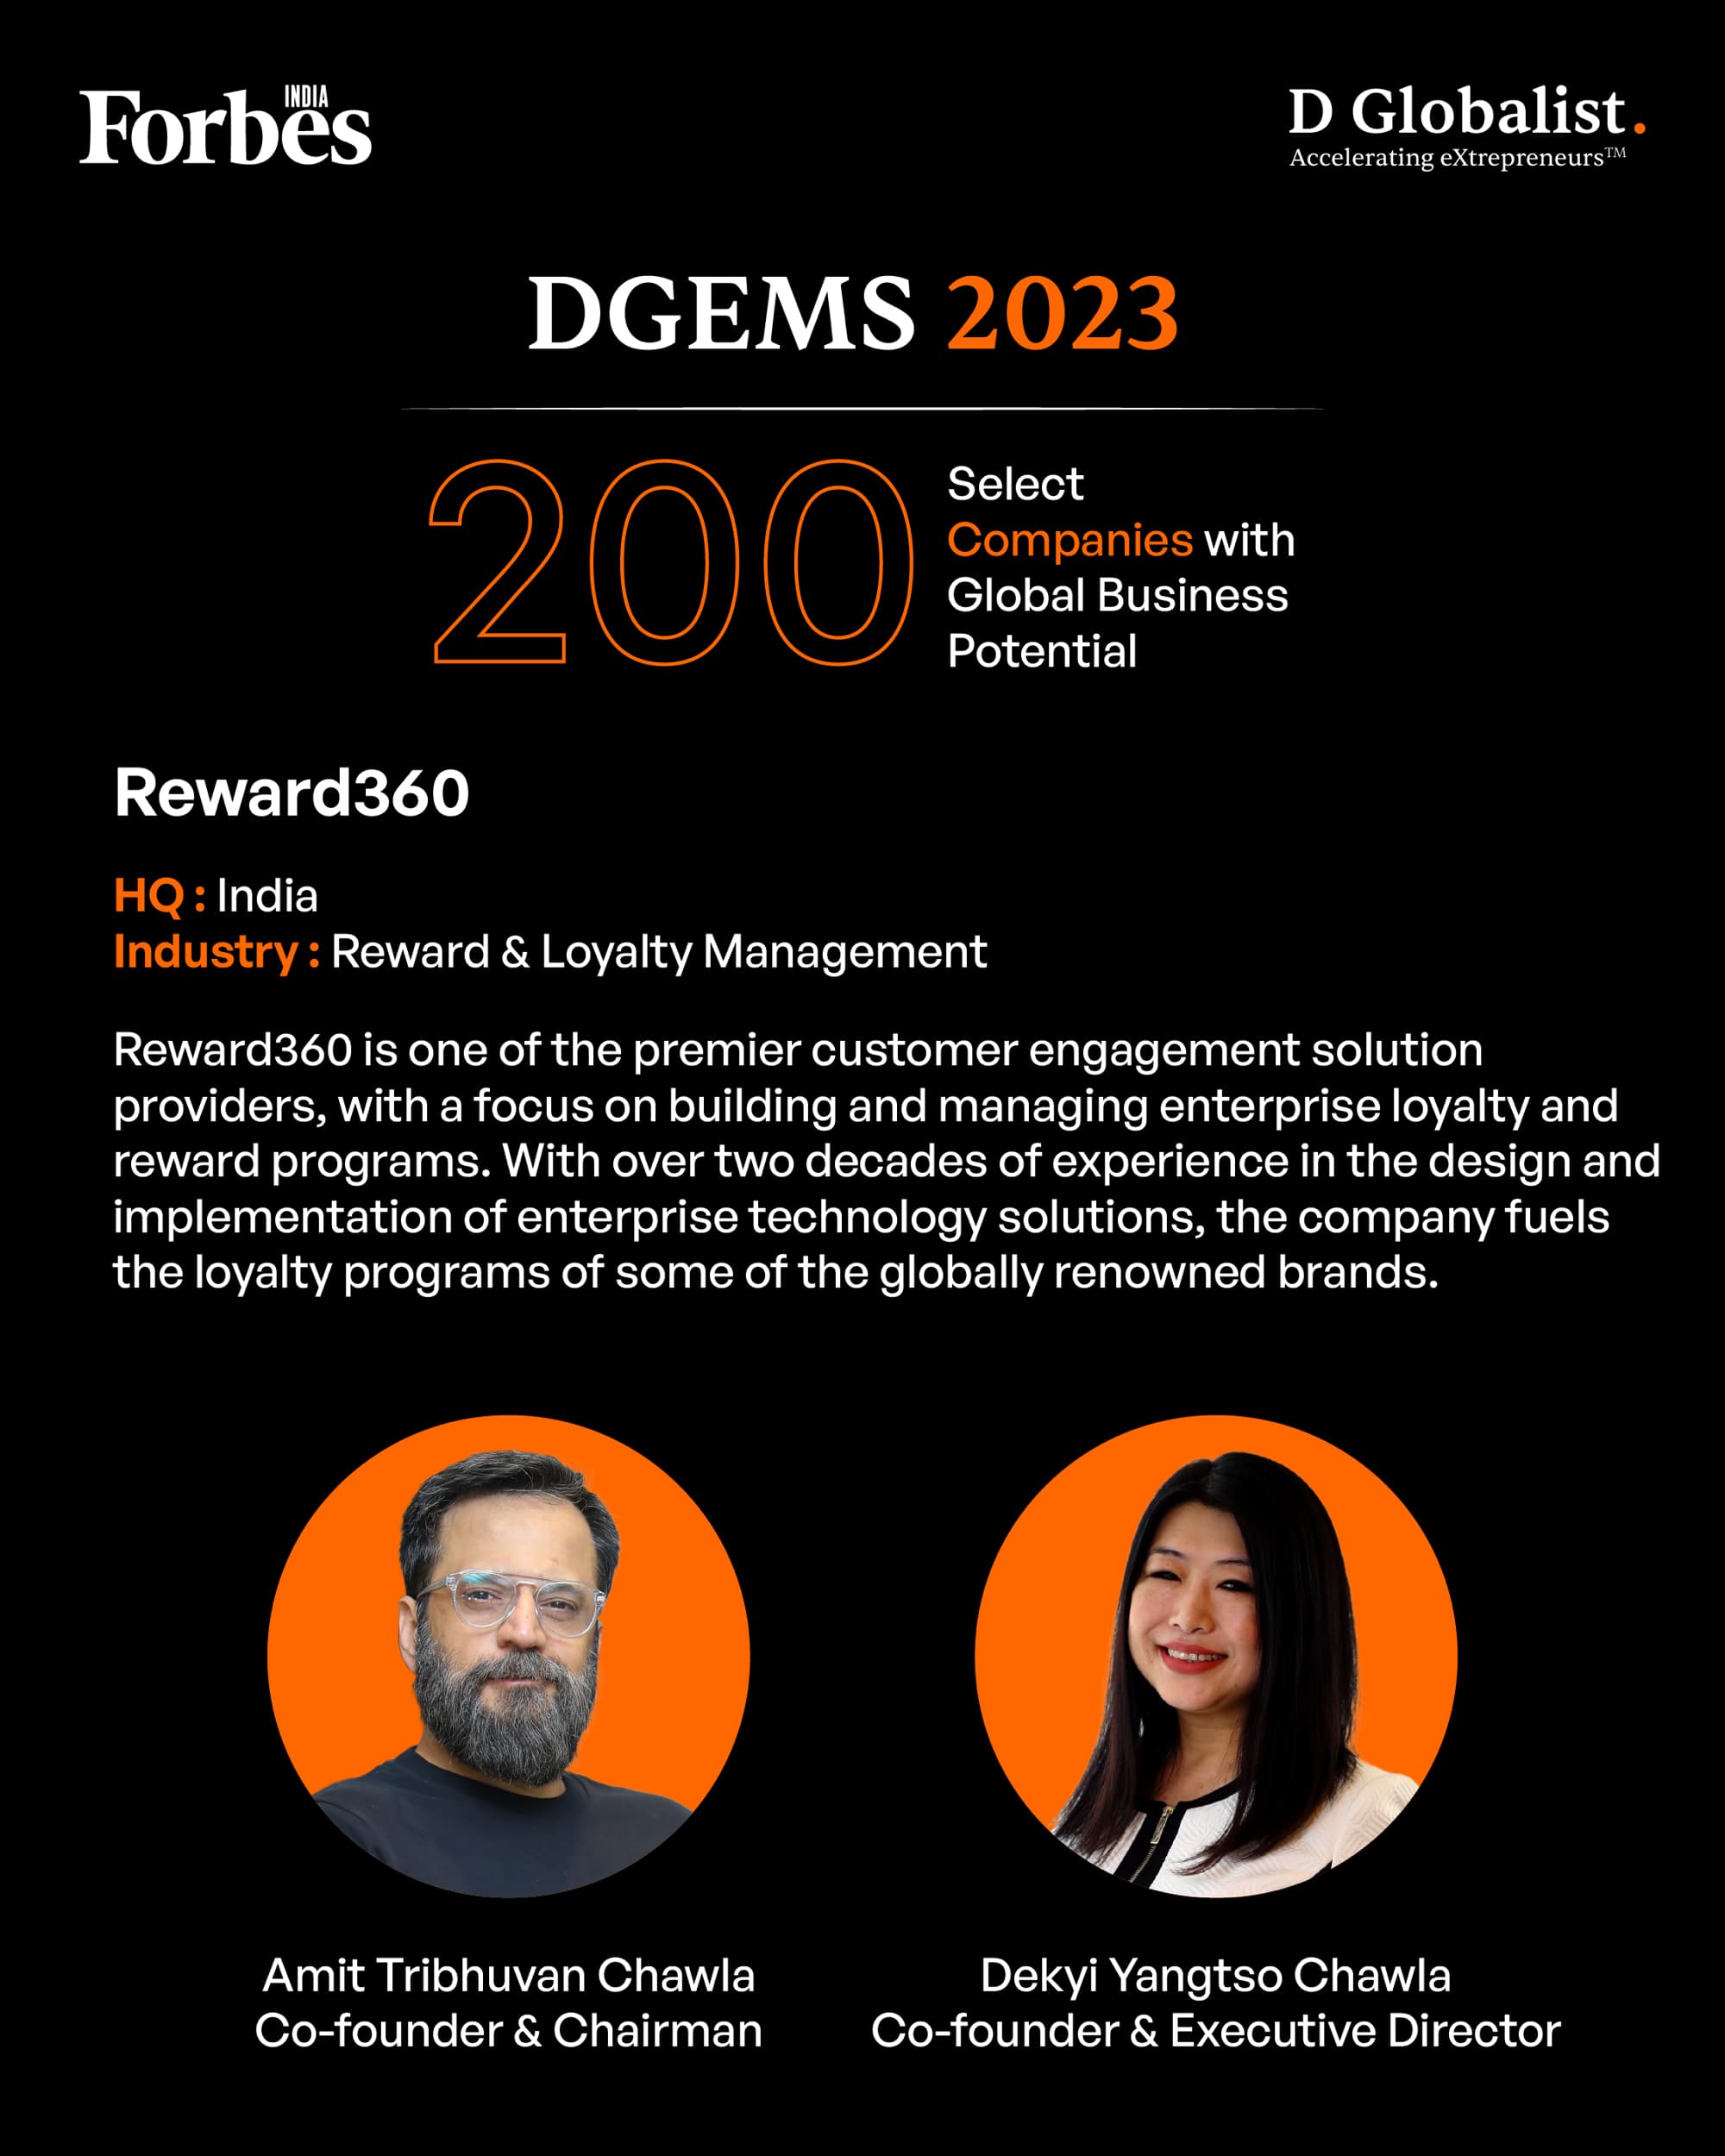 Forbes INDIA
D Globalist.
Accelerating eXtrepreneurs™
DGEMS 2023
200
Select
Companies with
Global Business
Potential
Reward360
HQ : India
Industry : Reward & Loyalty Management
Reward360 is one of the premier customer engagement solution
providers, with a focus on building and managing enterprise loyalty and
reward programs. With over two decades of experience in the design and
implementation of enterprise technology solutions, the company fuels
the loyalty programs of some of the globally renowned brands.
Amit Tribhuvan Chawla
Co-founder & Chairman
Dekyi Yangtso Chawla
Co-founder & Executive Director